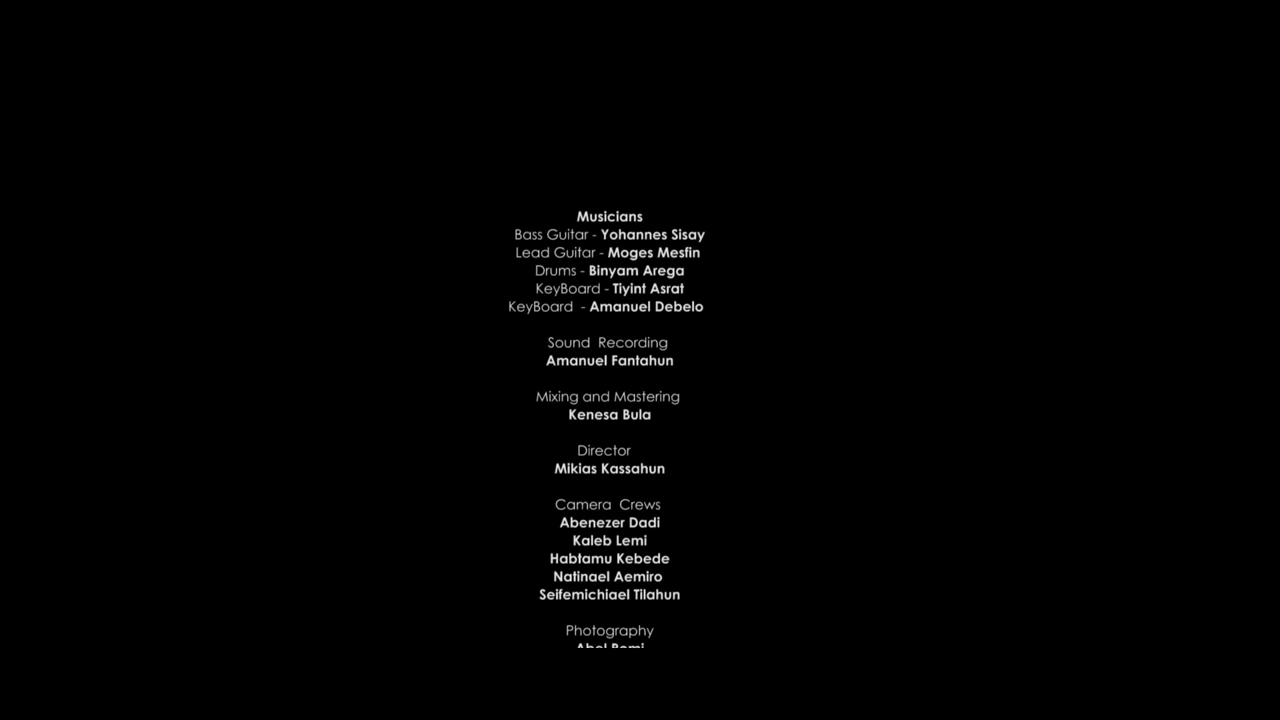 Musicians
Bass Guitar - Yohannes Sisay
Lead Guitar - Moges Mesfin
Drums - Binyam Arega
KeyBoard - Tiyint Asrat
KeyBoard  - Amanuel Debelo
Sound  Recording
Amanuel Fantahun
Mixing and Mastering
Kenesa Bula
Director
Mikias Kassahun
Camera  Crews
Abenezer Dadi
Kaleb Lemi
Habtamu Kebede
Natinael Aemiro
Seifemichiael Tilahun
Photography
Abel